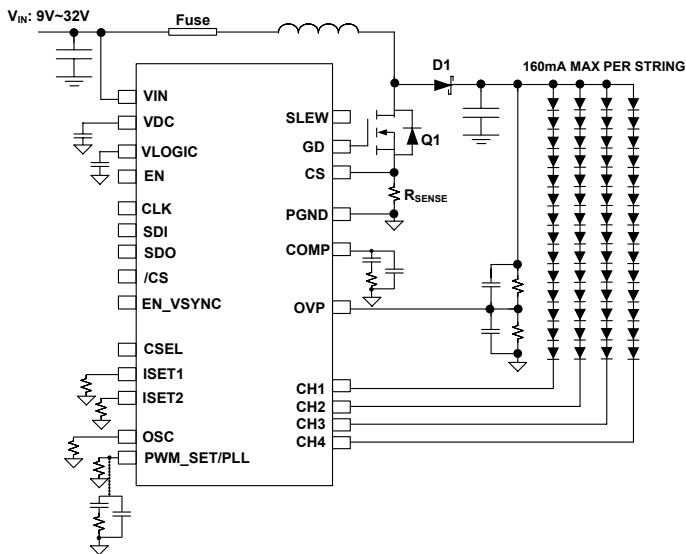 VIN: 9V~32V
Fuse
D1
160mA MAX PER STRING
VIN
VDC
VLOGIC
EN
CLK
SDI
SDO
/CS
EN_VSYNC
CSEL
ISET1
ISET2
OSC
PWM_SET/PLL
SLEW
GD
CS
PGND
COMP
OVP
CH1
CH2
CH3
CH4
Q1
RSENSE